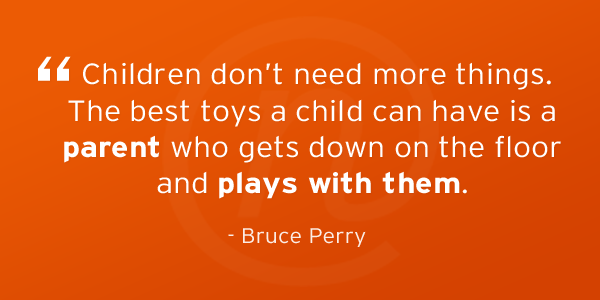 “ Children don’t need more things.
The best toys a child can have is a
parent who gets down on the floor
and plays with them.
- Bruce Perry